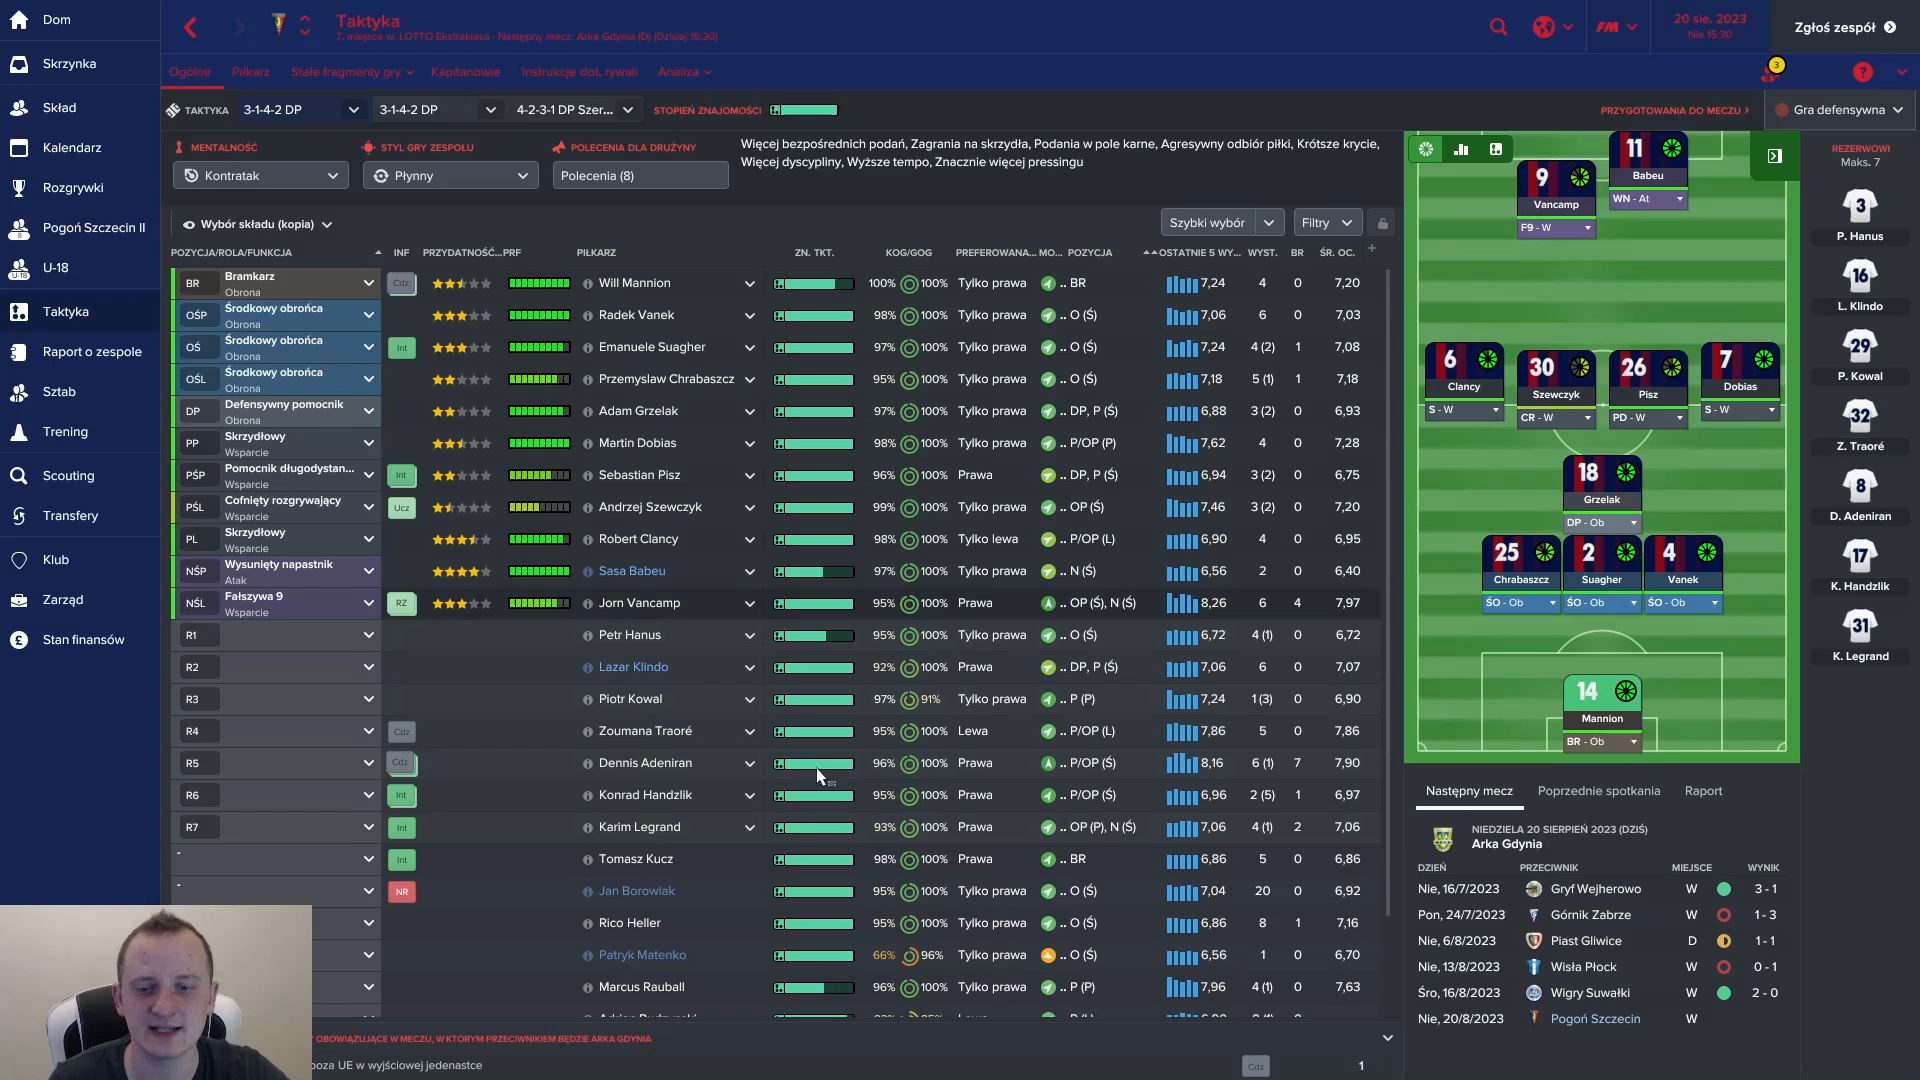 Dom
Skrzynka
Skład
Kalendarz
Rozgrywki
Pogoń Szczecin II
U-18
Taktyka
Raport o zespole
Sztab
Trening
Scouting
Transfery
Klub
Zarząd
Stan finansów
Taktyka
7. miejsce w: LOTTO Ekstraklasa - Następny mecz: Arka Gdynia (D) (Dzisiaj 15:30)
FM
20 sie. 2023
Nie 15:30
Zgłoś zespół
Ogólne Piłkarz Stałe fragmenty gry Kapitanowie Instrukcje dot. rywali Analiza
3
?
TAKTYKA 3-1-4-2 DP 3-1-4-2 DP 4-2-3-1 DP Szer... STOPIEŃ ZNAJOMOŚCI
PRZYGOTOWANIA DO MECZU
Gra defensywna
MENTALNOŚĆ STYL GRY ZESPOŁU POLECENIA DLA DRUŻYNY
Kontratak Płynny Polecenia (8)
Więcej bezpośrednich podań, Zagrania na skrzydła, Podania w pole karne, Agresywny odbiór piłki, Krótsze krycie,
Więcej dyscypliny, Wyższe tempo, Znacznie więcej pressingu
Wybór składu (kopia)
Szybki wybór Filtry
POZYCJA/ROLA/FUNKCJA INF PRZYDATNOŚĆ... PRF PIŁKARZ ZN. TKT. KOG/GOG PREFEROWANA... MO... POZYCJA OSTATNIE 5 WY... WYST. BR ŚR. OC.
BR Bramkarz Obrona Cdz Will Mannion 100% 100% Tylko prawa .. BR 7,24 4 0 7,20
OŚP Środkowy obrońca Obrona Radek Vanek 98% 100% Tylko prawa .. O (Ś) 7,06 6 0 7,03
OŚ Środkowy obrońca Obrona Int Emanuele Suagher 97% 100% Tylko prawa .. O (Ś) 7,24 4 (2) 1 7,08
OŚL Środkowy obrońca Obrona Przemyslaw Chrabaszcz 95% 100% Tylko prawa .. O (Ś) 7,18 5 (1) 1 7,18
DP Defensywny pomocnik Obrona Adam Grzelak 97% 100% Tylko prawa .. DP, P (Ś) 6,88 3 (2) 0 6,93
PP Skrzydłowy Wsparcie Martin Dobias 98% 100% Tylko prawa .. P/OP (P) 7,62 4 0 7,28
PŚP Pomocnik długodystan... Wsparcie Int Sebastian Pisz 96% 100% Prawa .. DP, P (Ś) 6,94 3 (2) 0 6,75
PŚL Cofnięty rozgrywający Wsparcie Ucz Andrzej Szewczyk 99% 100% Tylko prawa .. OP (Ś) 7,46 3 (2) 0 7,20
PL Skrzydłowy Wsparcie Robert Clancy 98% 100% Tylko lewa .. P/OP (L) 6,90 4 0 6,95
NŚP Wysunięty napastnik Atak Sasa Babeu 97% 100% Tylko prawa .. N (Ś) 6,56 2 0 6,40
NŚL Fałszywa 9 Wsparcie RZ Jorn Vancamp 95% 100% Prawa .. OP (Ś), N (Ś) 8,26 6 4 7,97
R1 Petr Hanus 95% 100% Tylko prawa .. O (Ś) 6,72 4 (1) 0 6,72
R2 Lazar Klindo 92% 100% Prawa .. DP, P (Ś) 7,06 6 0 7,07
R3 Piotr Kowal 97% 91% Tylko prawa .. P (P) 7,24 1 (3) 0 6,90
R4 Cdz Zoumana Traoré 95% 100% Lewa .. P/OP (L) 7,86 5 0 7,86
R5 Cdz Dennis Adeniran 96% 100% Prawa .. P/OP (Ś) 8,16 6 (1) 7 7,90
R6 Int Konrad Handzlik 95% 100% Prawa .. P/OP (Ś) 6,96 2 (5) 1 6,97
R7 Int Karim Legrand 93% 100% Prawa .. OP (P), N (Ś) 7,06 4 (1) 2 7,06
- Int Tomasz Kucz 98% 100% Prawa .. BR 6,86 5 0 6,86
- NR Jan Borowiak 95% 100% Tylko prawa .. O (Ś) 7,04 20 0 6,92
Rico Heller 95% 100% Tylko prawa .. O (Ś) 6,86 8 1 7,16
Patryk Matenko 66% 96% Tylko prawa .. O (Ś) 6,56 1 0 6,70
Marcus Rauball 96% 100% Tylko prawa .. P (P) 7,96 4 (1) 0 7,63
OBOWIĄZUJĄCE W MECZU, W KTÓRYM PRZECIWNIKIEM BĘDZIE ARKA GDYNIA
poza UE w wyjściowej jedenastce Cdz 1
11
Babeu
WN - At
9
Vancamp
F9 - W
6
Clancy
S - W
30
Szewczyk
CR - W
26
Pisz
PD - W
7
Dobias
S - W
18
Grzelak
DP - Ob
25
Chrabaszcz
ŚO - Ob
2
Suagher
ŚO - Ob
4
Vanek
ŚO - Ob
14
Mannion
BR - Ob
REZERWOWI
Maks. 7
3
P. Hanus
16
L. Klindo
29
P. Kowal
32
Z. Traoré
8
D. Adeniran
17
K. Handzlik
31
K. Legrand
Następny mecz Poprzednie spotkania Raport
NIEDZIELA 20 SIERPIEŃ 2023 (DZIŚ)
Arka Gdynia
DZIEŃ PRZECIWNIK MIEJSCE WYNIK
Nie, 16/7/2023 Gryf Wejherowo W 3 - 1
Pon, 24/7/2023 Górnik Zabrze W 1 - 3
Nie, 6/8/2023 Piast Gliwice D 1 - 1
Nie, 13/8/2023 Wisła Płock W 0 - 1
Śro, 16/8/2023 Wigry Suwałki W 2 - 0
Nie, 20/8/2023 Pogoń Szczecin W